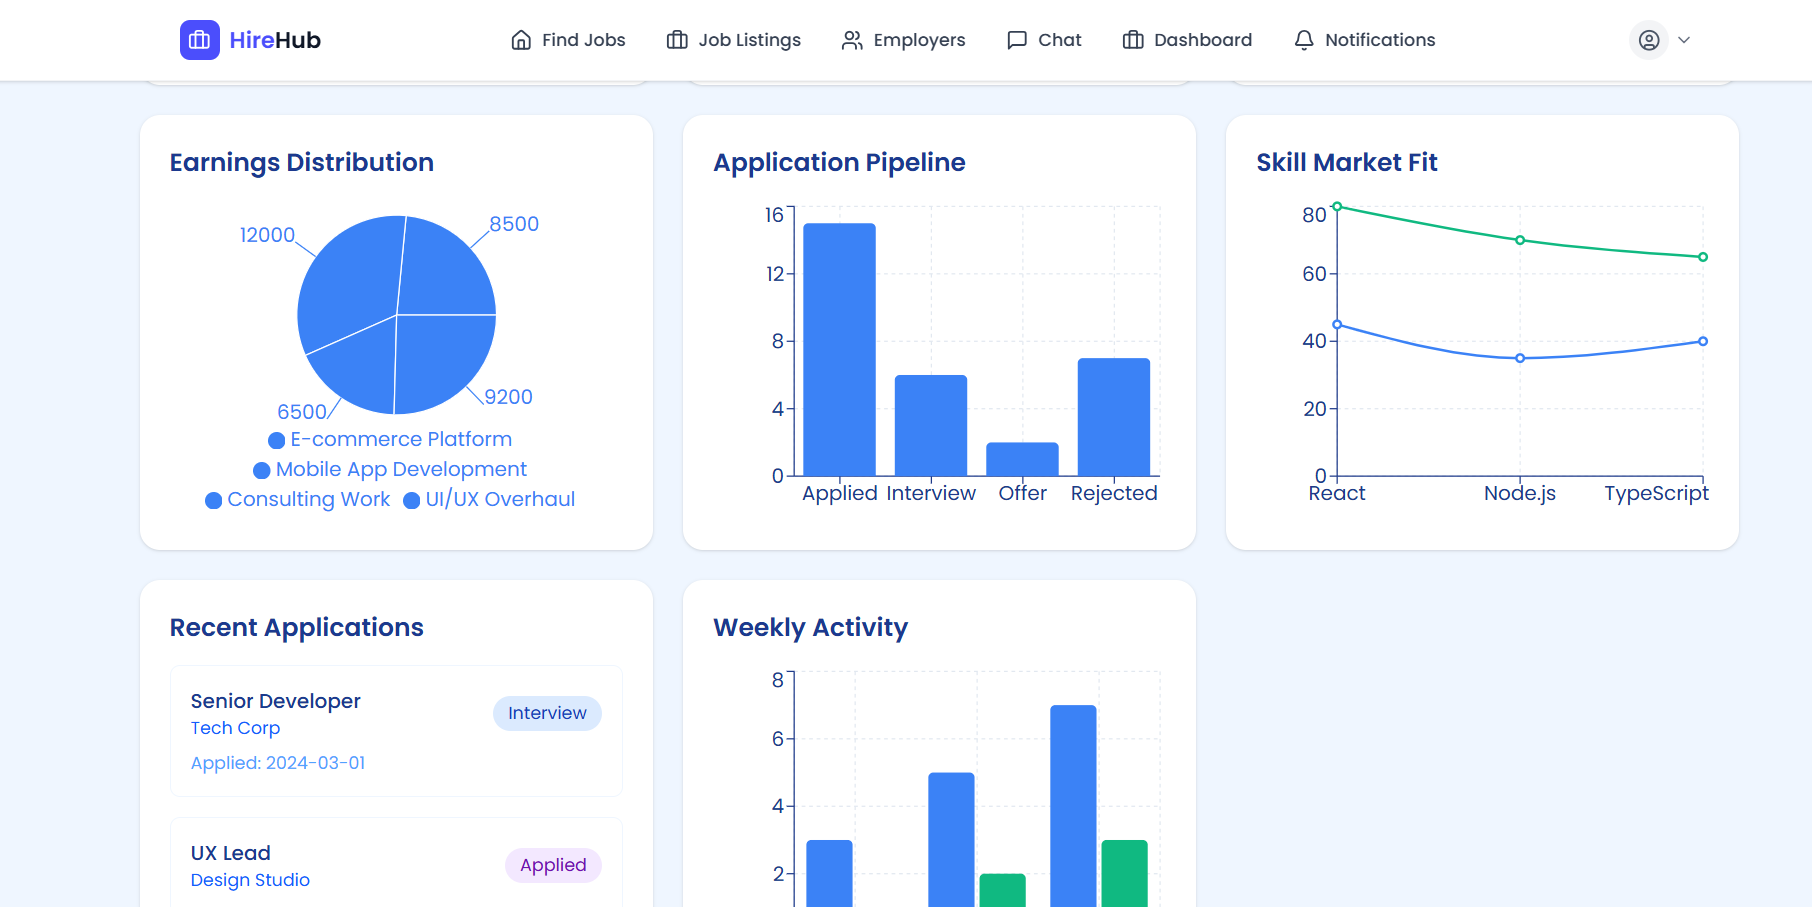 HireHub
Find Jobs
Job Listings
Employers
Chat
Dashboard
Notifications
Earnings Distribution
12000
8500
6500
9200
E-commerce Platform
Mobile App Development
Consulting Work
UI/UX Overhaul
Application Pipeline
16
12
8
4
0
Applied
Interview
Offer
Rejected
Skill Market Fit
80
60
40
20
0
React
Node.js
TypeScript
Recent Applications
Senior Developer
Tech Corp
Interview
Applied: 2024-03-01
UX Lead
Design Studio
Applied
Weekly Activity
8
6
4
2